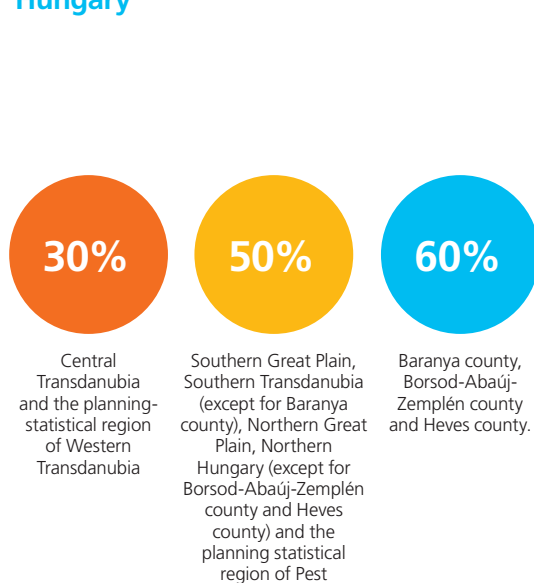 Hungary
30%
50%
60%
Central
Transdanubia
and the planning-
statistical region
of Western
Transdanubia
Southern Great Plain,
Southern Transdanubia
(except for Baranya
county), Northern Great
Plain, Northern
Hungary (except for
Borsod-Abaúj-Zemplén
county and Heves
county) and the
planning statistical
region of Pest
Baranya county,
Borsod-Abaúj-
Zemplén county
and Heves county.